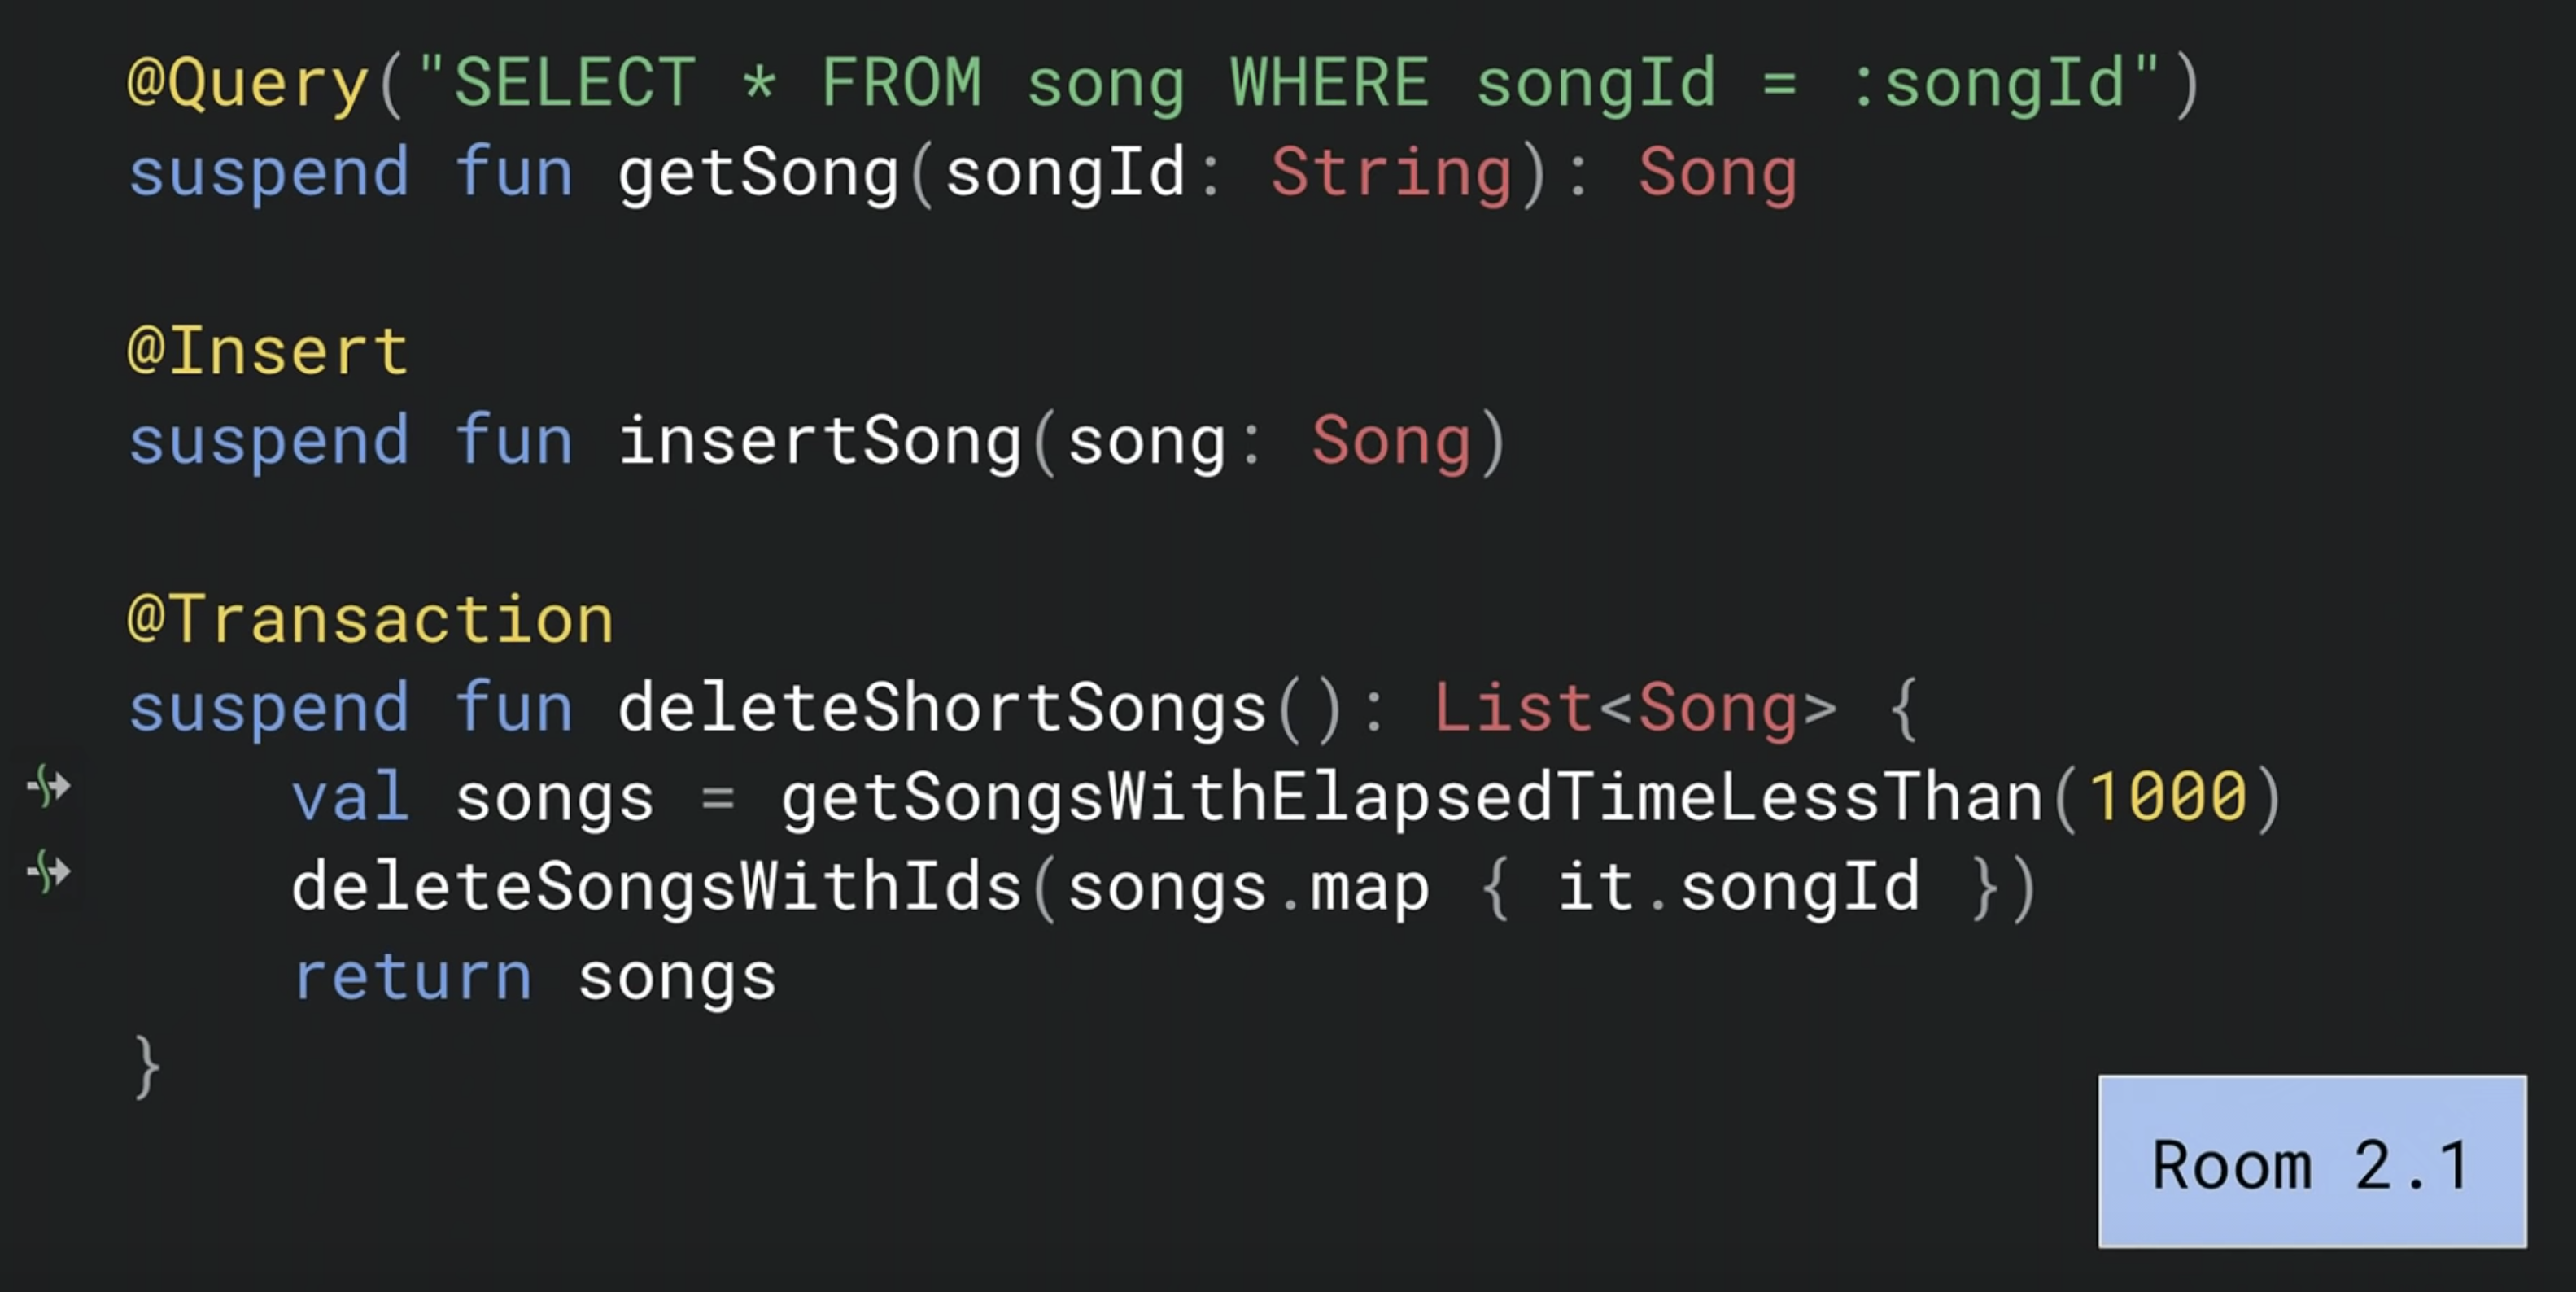 @Query("SELECT * FROM song WHERE songId = :songId")
suspend fun getSong(songId: String): Song
@Insert
suspend fun insertSong(song: Song)
@Transaction
suspend fun deleteShortSongs(): List<Song> {
    val songs = getSongsWithElapsedTimeLessThan(1000)
    deleteSongsWithIds(songs.map { it.songId })
    return songs
}
Room 2.1